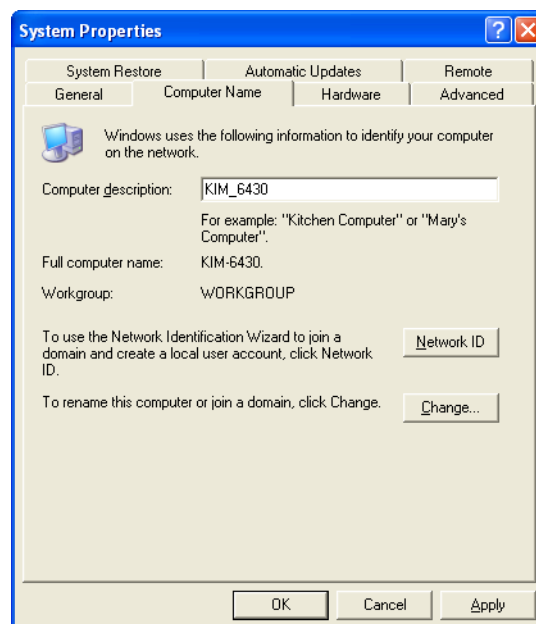 System Properties
System Restore
Automatic Updates
Remote
General
Computer Name
Hardware
Advanced
Windows uses the following information to identify your computer
on the network.
Computer description:
KIM_6430
For example: "Kitchen Computer" or "Mary's
Computer".
Full computer name:
KIM-6430.
Workgroup:
WORKGROUP
To use the Network Identification Wizard to join a
domain and create a local user account, click Network
ID.
Network ID
To rename this computer or join a domain, click Change.
Change...
OK
Cancel
Apply